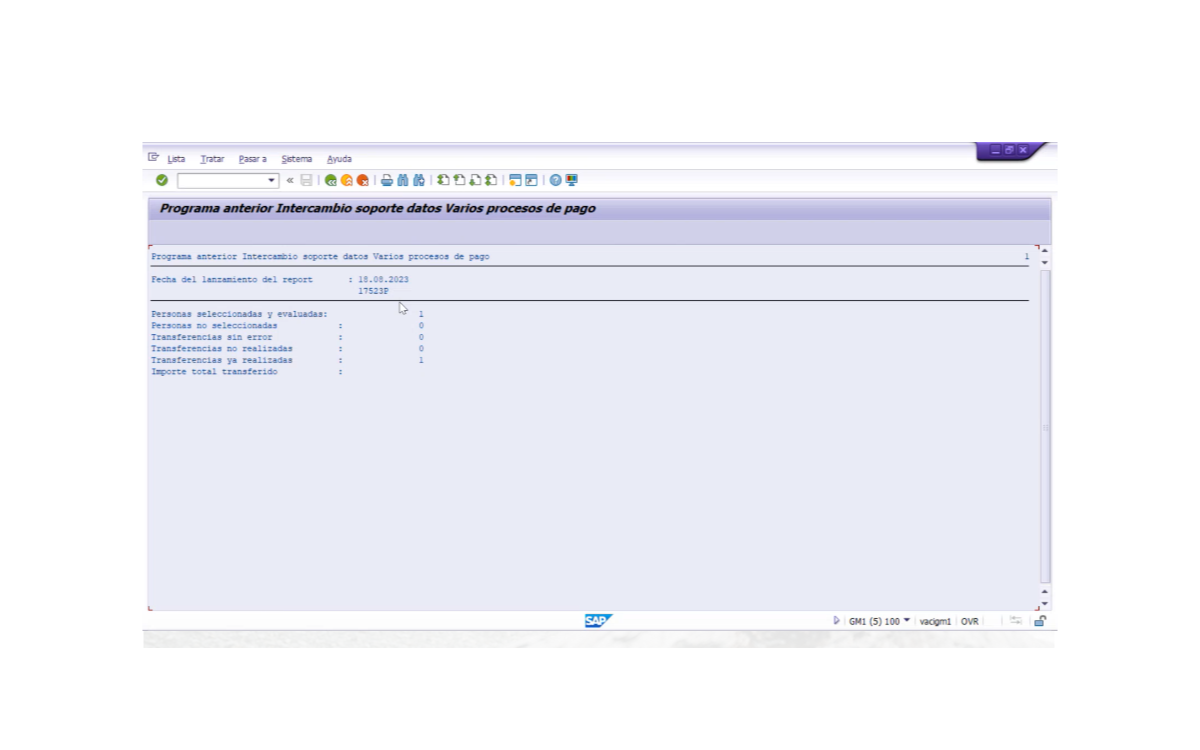 Lista Tratar Pasar a Sistema Ayuda
Programa anterior Intercambio soporte datos Varios procesos de pago
Programa anterior Intercambio soporte datos Varios procesos de pago 1
Fecha del lanzamiento del report : 18.08.2023
17523P
Personas seleccionadas y evaluadas: 1
Personas no seleccionadas : 0
Transferencias sin error : 0
Transferencias no realizadas : 0
Transferencias ya realizadas : 1
Importe total transferido :
SAP GM1 (5) 100 vacigm1 OVR